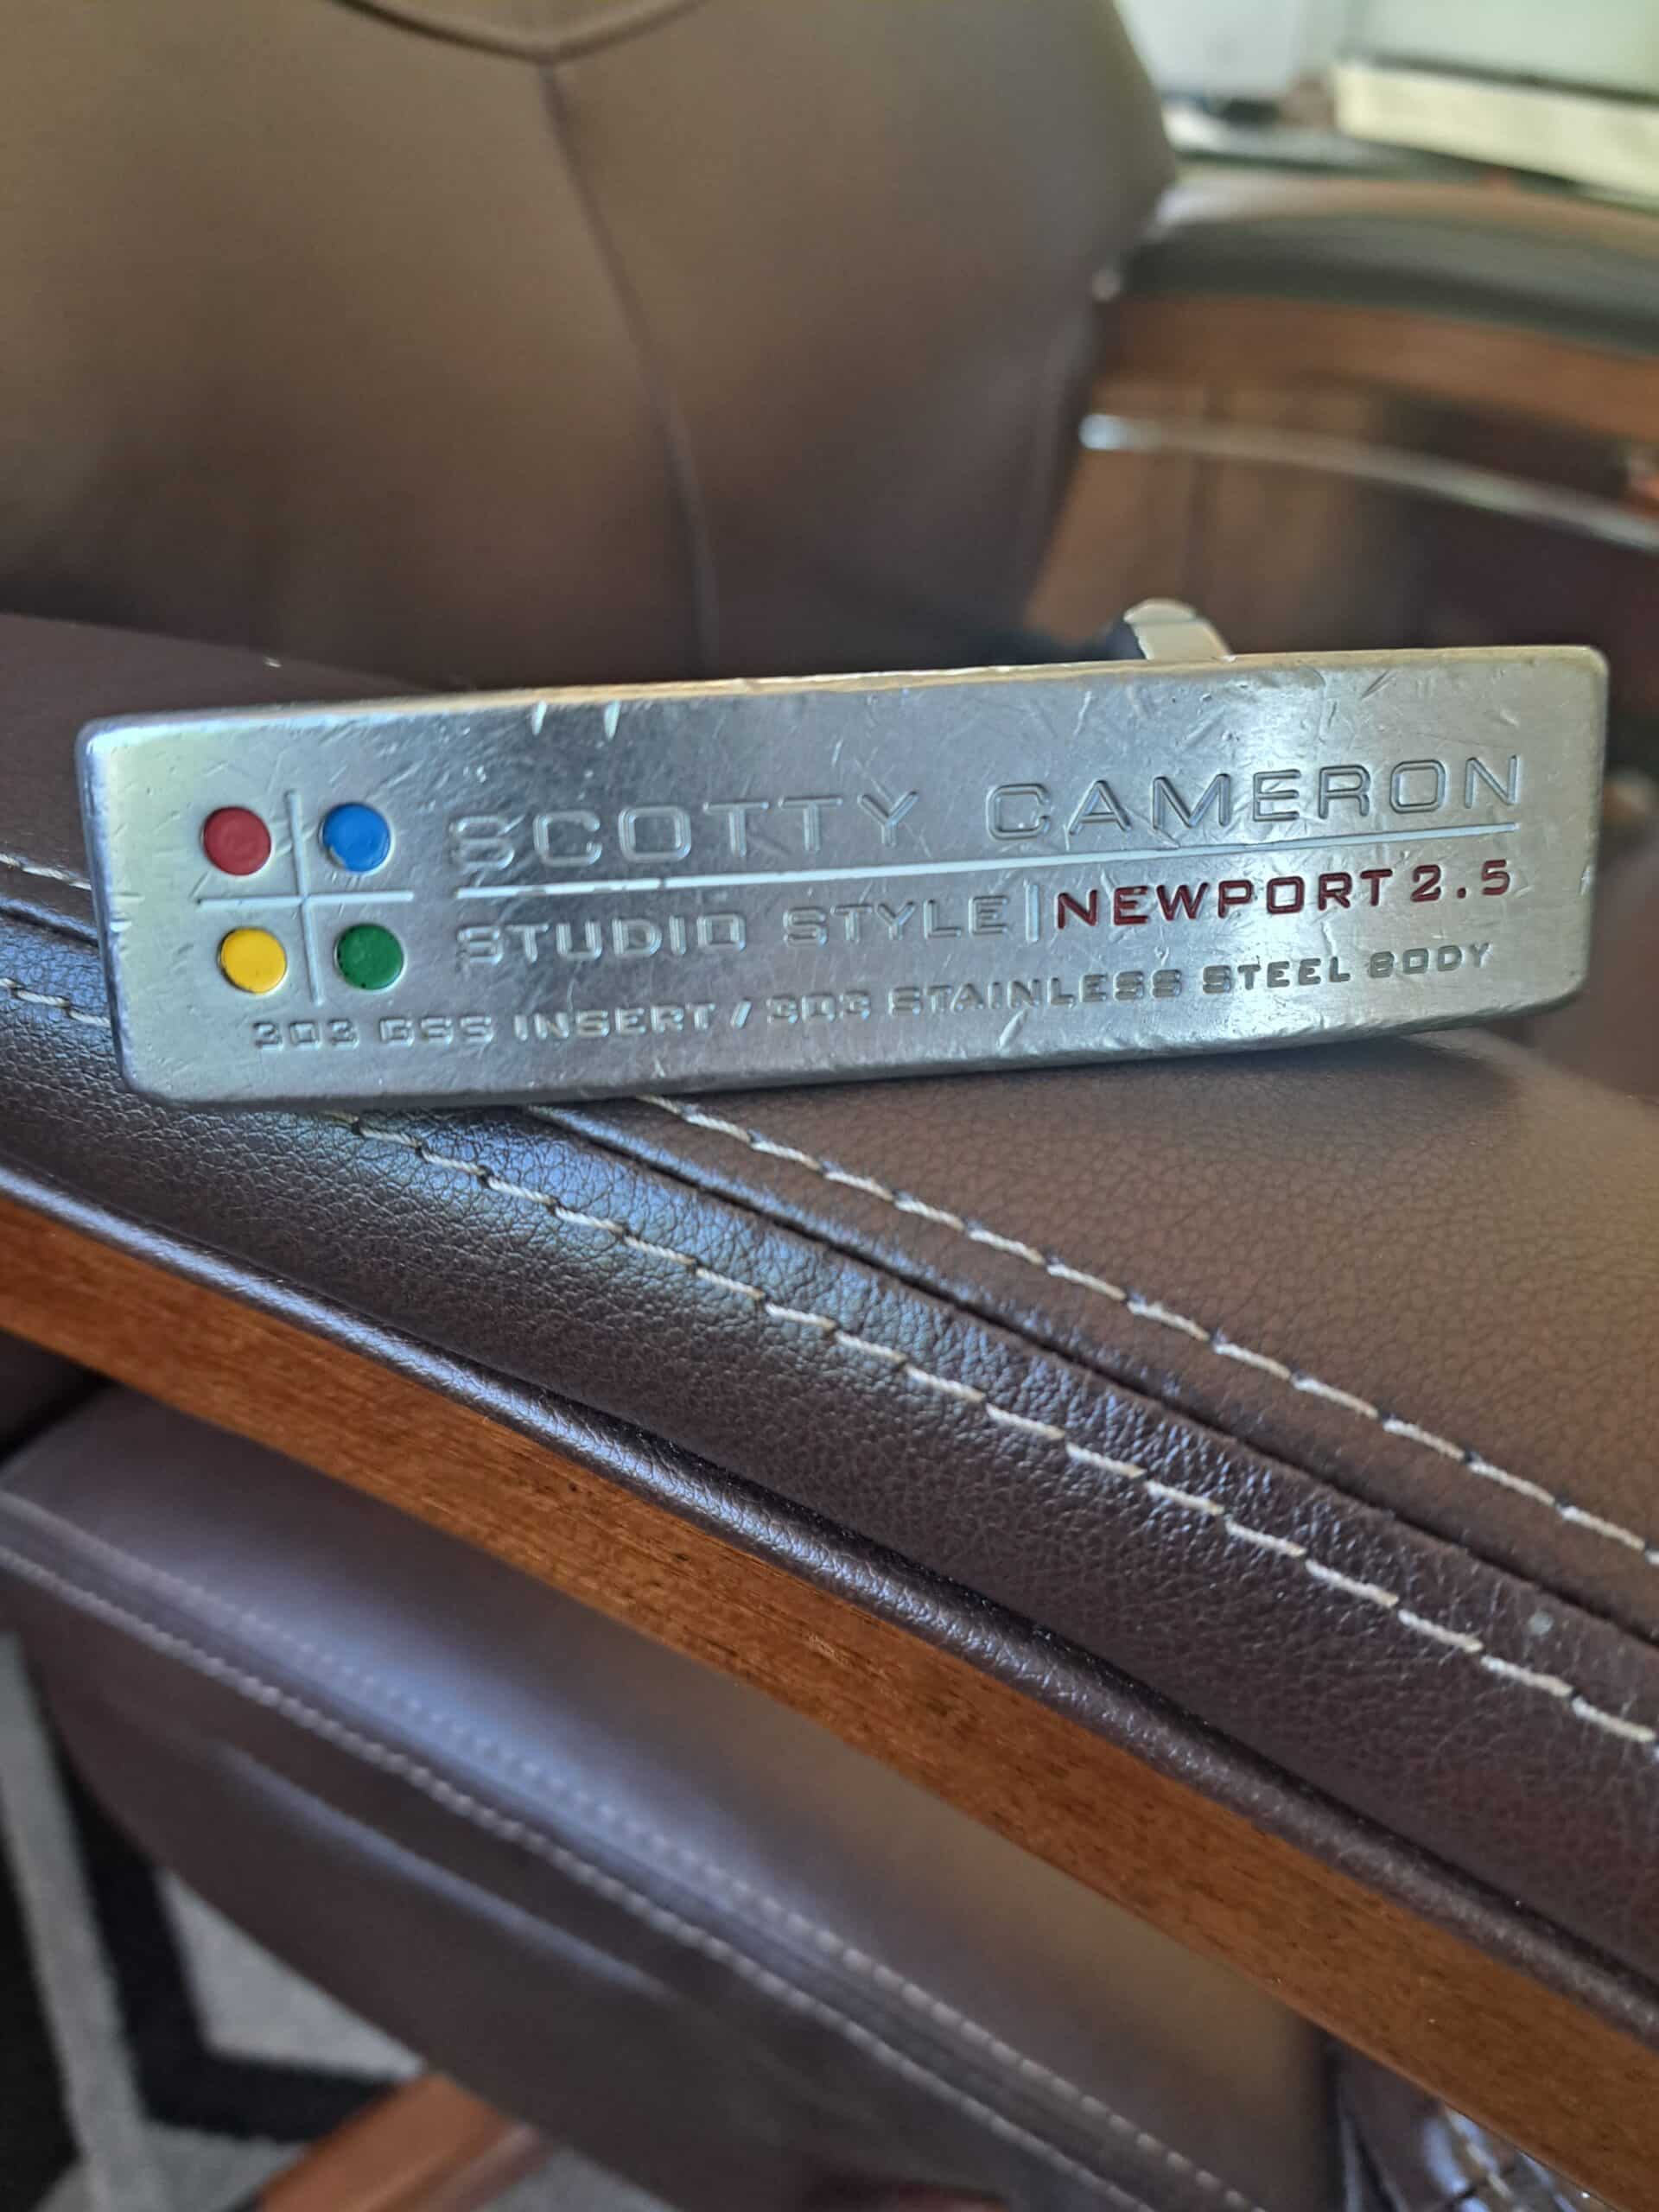 SCOTTY CAMERON
STUDIO STYLE | NEWPORT 2.5
303 GSS INSERT / 303 STAINLESS STEEL BODY